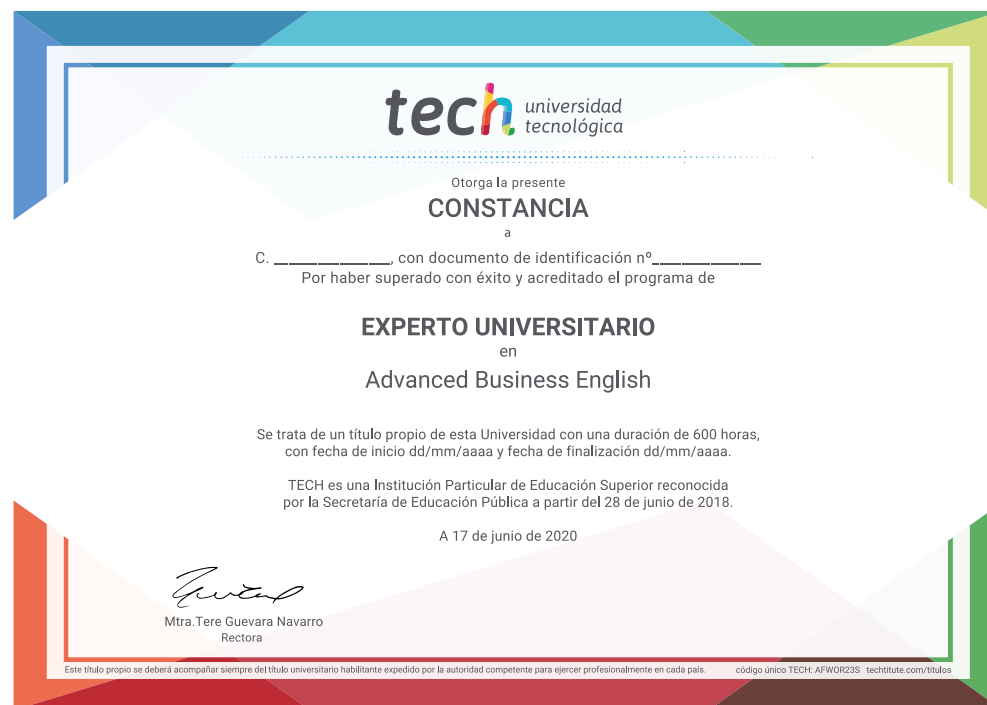 tech universidad
tecnológica
Otorga la presente
CONSTANCIA
a
C. ______________, con documento de identificación nº_____________
Por haber superado con éxito y acreditado el programa de
EXPERTO UNIVERSITARIO
en
Advanced Business English
Se trata de un título propio de esta Universidad con una duración de 600 horas,
con fecha de inicio dd/mm/aaaa y fecha de finalización dd/mm/aaaa.
TECH es una Institución Particular de Educación Superior reconocida
por la Secretaría de Educación Pública a partir del 28 de junio de 2018.
A 17 de junio de 2020
Mtra.Tere Guevara Navarro
Rectora
Este título propio se deberá acompañar siempre del título universitario habilitante expedido por la autoridad competente para ejercer profesionalmente en cada país. código único TECH: AFWOR23S techtitute.com/titulos